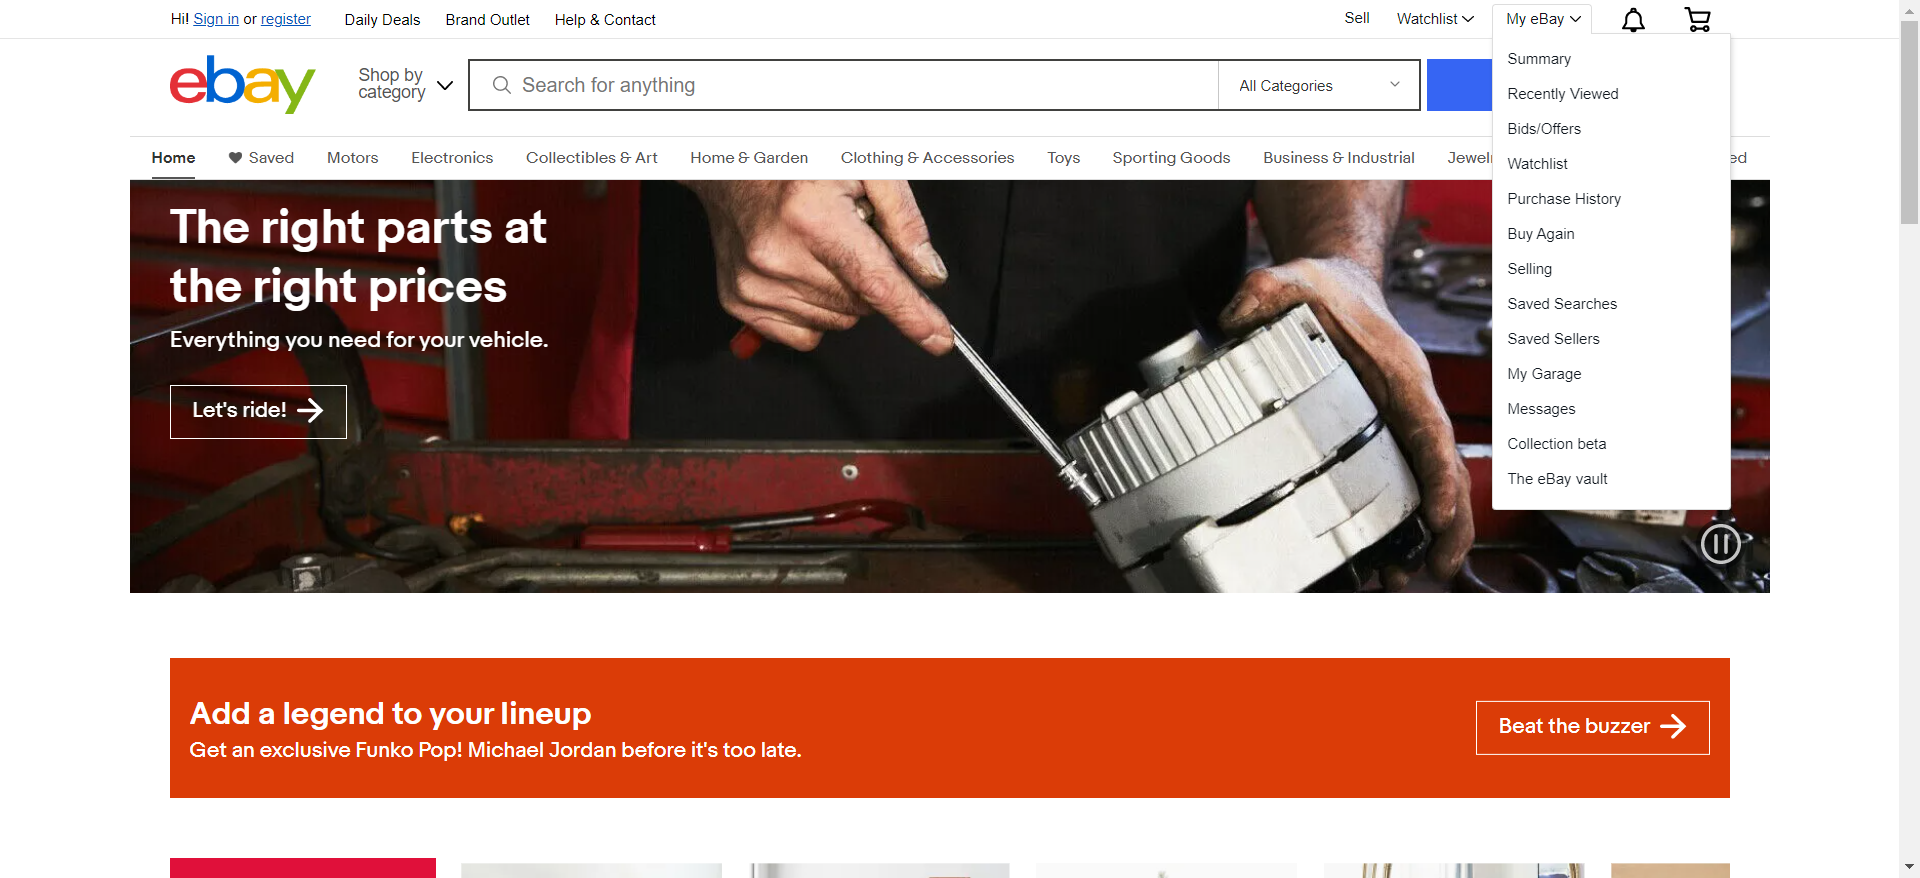 Hi! Sign in or register
Daily Deals
Brand Outlet
Help & Contact
Sell
Watchlist
My eBay
ebay
Shop by
category
Search for anything
All Categories
Home
Saved
Motors
Electronics
Collectibles & Art
Home & Garden
Clothing & Accessories
Toys
Sporting Goods
Business & Industrial
Summary
Recently Viewed
Bids/Offers
Watchlist
Purchase History
Buy Again
Selling
Saved Searches
Saved Sellers
My Garage
Messages
Collection beta
The eBay vault
The right parts at
the right prices
Everything you need for your vehicle.
Let's ride!
Add a legend to your lineup
Get an exclusive Funko Pop! Michael Jordan before it's too late.
Beat the buzzer